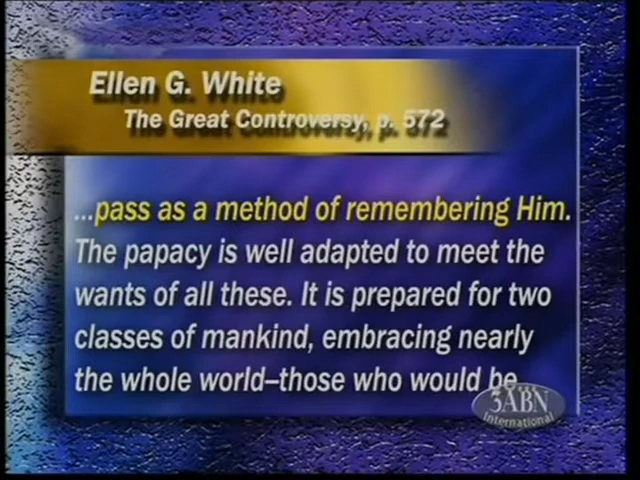 Ellen G. White
The Great Controversy, p. 572
...pass as a method of remembering Him.
The papacy is well adapted to meet the
wants of all these. It is prepared for two
classes of mankind, embracing nearly
the whole world–those who would be
3ABN
International